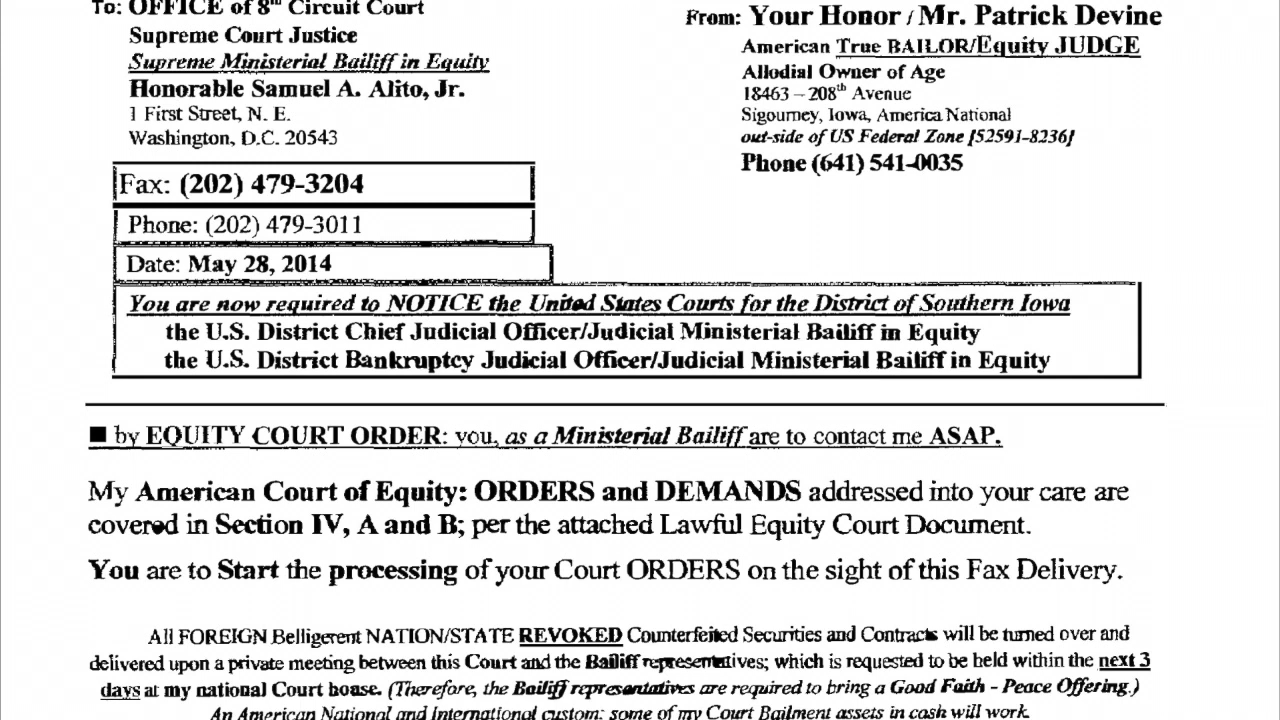 To: OFFICE of 8th Circuit Court
Supreme Court Justice
Supreme Ministerial Bailiff in Equity
Honorable Samuel A. Alito, Jr.
1 First Street, N. E.
Washington, D.C. 20543
From: Your Honor / Mr. Patrick Devine
American True BAILOR/Equity JUDGE
Allodial Owner of Age
18463 – 208th Avenue
Sigourney, Iowa, America National
out-side of US Federal Zone [52591-8236]
Phone (641) 541-0035
Fax: (202) 479-3204
Phone: (202) 479-3011
Date: May 28, 2014
You are now required to NOTICE the United States Courts for the District of Southern Iowa
the U.S. District Chief Judicial Officer/Judicial Ministerial Bailiff in Equity
the U.S. District Bankruptcy Judicial Officer/Judicial Ministerial Bailiff in Equity
■ by EQUITY COURT ORDER: you, as a Ministerial Bailiff are to contact me ASAP.
My American Court of Equity: ORDERS and DEMANDS addressed into your care are
covered in Section IV, A and B; per the attached Lawful Equity Court Document.
You are to Start the processing of your Court ORDERS on the sight of this Fax Delivery.
All FOREIGN Belligerent NATION/STATE REVOKED Counterfeited Securities and Contracts will be turned over and
delivered upon a private meeting between this Court and the Bailiff representatives; which is requested to be held within the next 3
days at my national Court house. (Therefore, the Bailiff representatives are required to bring a Good Faith - Peace Offering.)
An American National and International custom: some of my Court Bailment assets in cash will work.